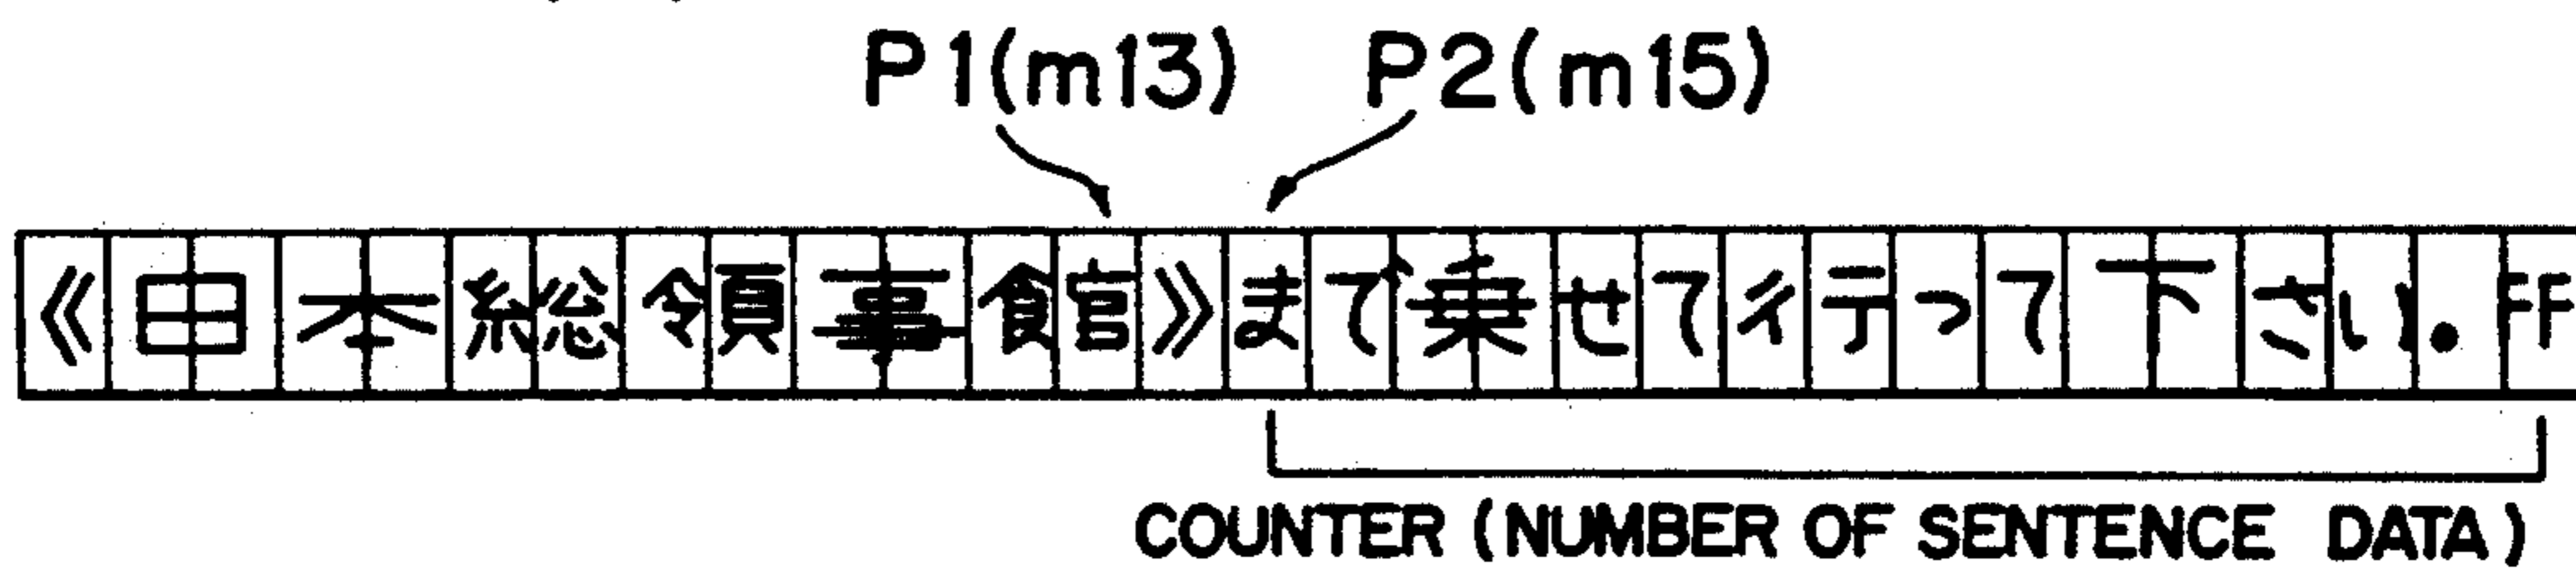 P1(m13) P2(m15)
《日本総領事館》まで乗せて行って下さい.FF
COUNTER (NUMBER OF SENTENCE DATA)